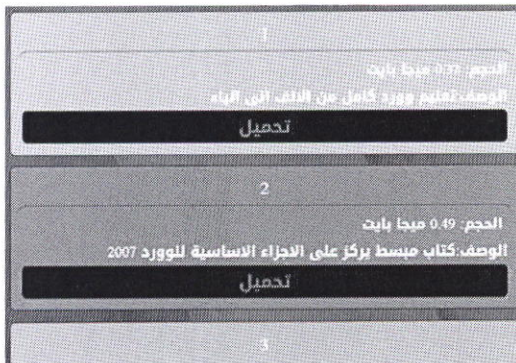 1
الحجم: 0.37 ميجا بايت
الوصف:تعليم وورد كامل من الالف الى الياء
تحميل
2
الحجم: 0.49 ميجا بايت
الوصف:كتاب مبسط يركز على الاجزاء الاساسية للوورد 2007
تحميل
3